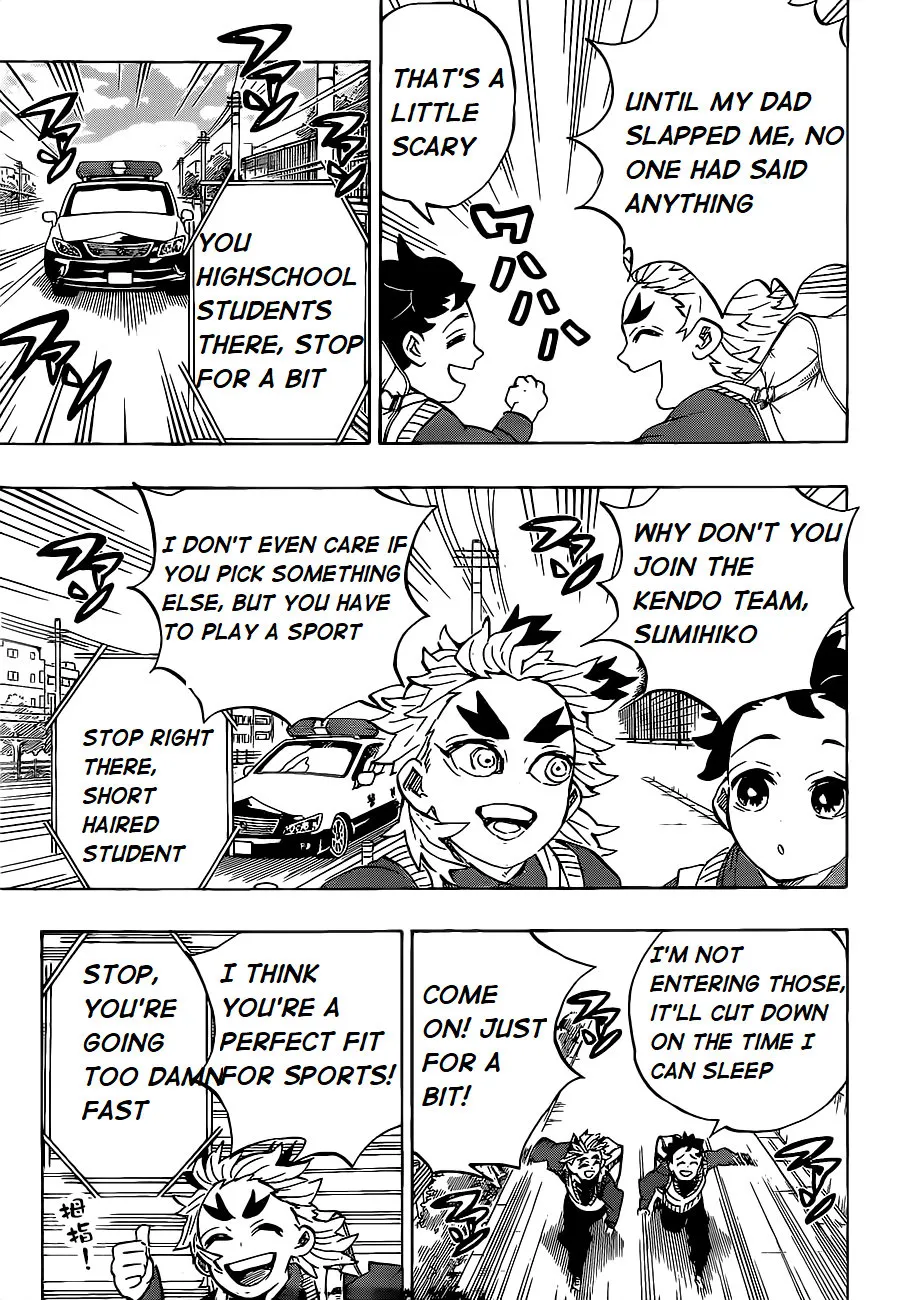 UNTIL MY DAD
SLAPPED ME, NO
ONE HAD SAID
ANYTHING
THAT'S A
LITTLE
SCARY
YOU
HIGHSCHOOL
STUDENTS
THERE, STOP
FOR A BIT
WHY DON'T YOU
JOIN THE
KENDO TEAM,
SUMIHIKO
I DON'T EVEN CARE IF
YOU PICK SOMETHING
ELSE, BUT YOU HAVE
TO PLAY A SPORT
STOP RIGHT
THERE,
SHORT
HAIRED
STUDENT
I'M NOT
ENTERING THOSE,
IT'LL CUT DOWN
ON THE TIME I
CAN SLEEP
COME
ON! JUST
FOR A
BIT!
I THINK
YOU'RE A
PERFECT FIT
FOR SPORTS!
STOP,
YOU'RE
GOING
TOO DAMN
FAST
拇
指!